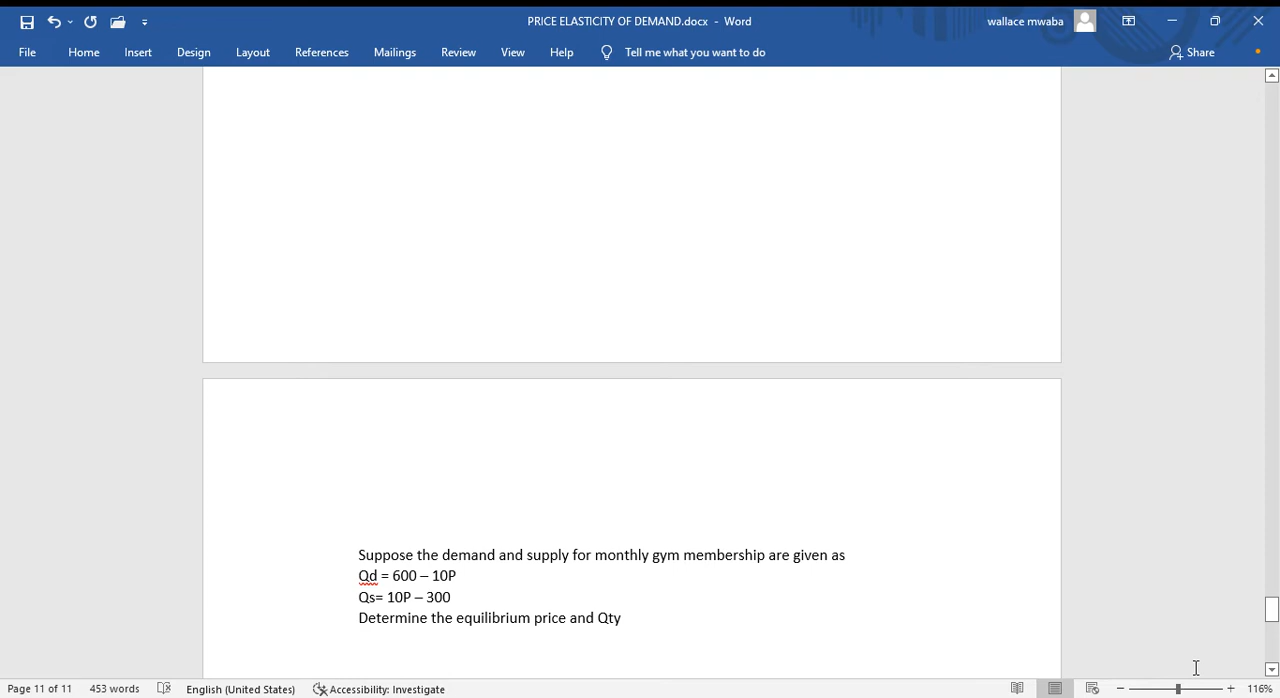 PRICE ELASTICITY OF DEMAND.docx - Word
wallace mwaba
File Home Insert Design Layout References Mailings Review View Help Tell me what you want to do Share
Suppose the demand and supply for monthly gym membership are given as
Qd = 600 – 10P
Qs= 10P – 300
Determine the equilibrium price and Qty
Page 11 of 11 453 words English (United States) Accessibility: Investigate 116%